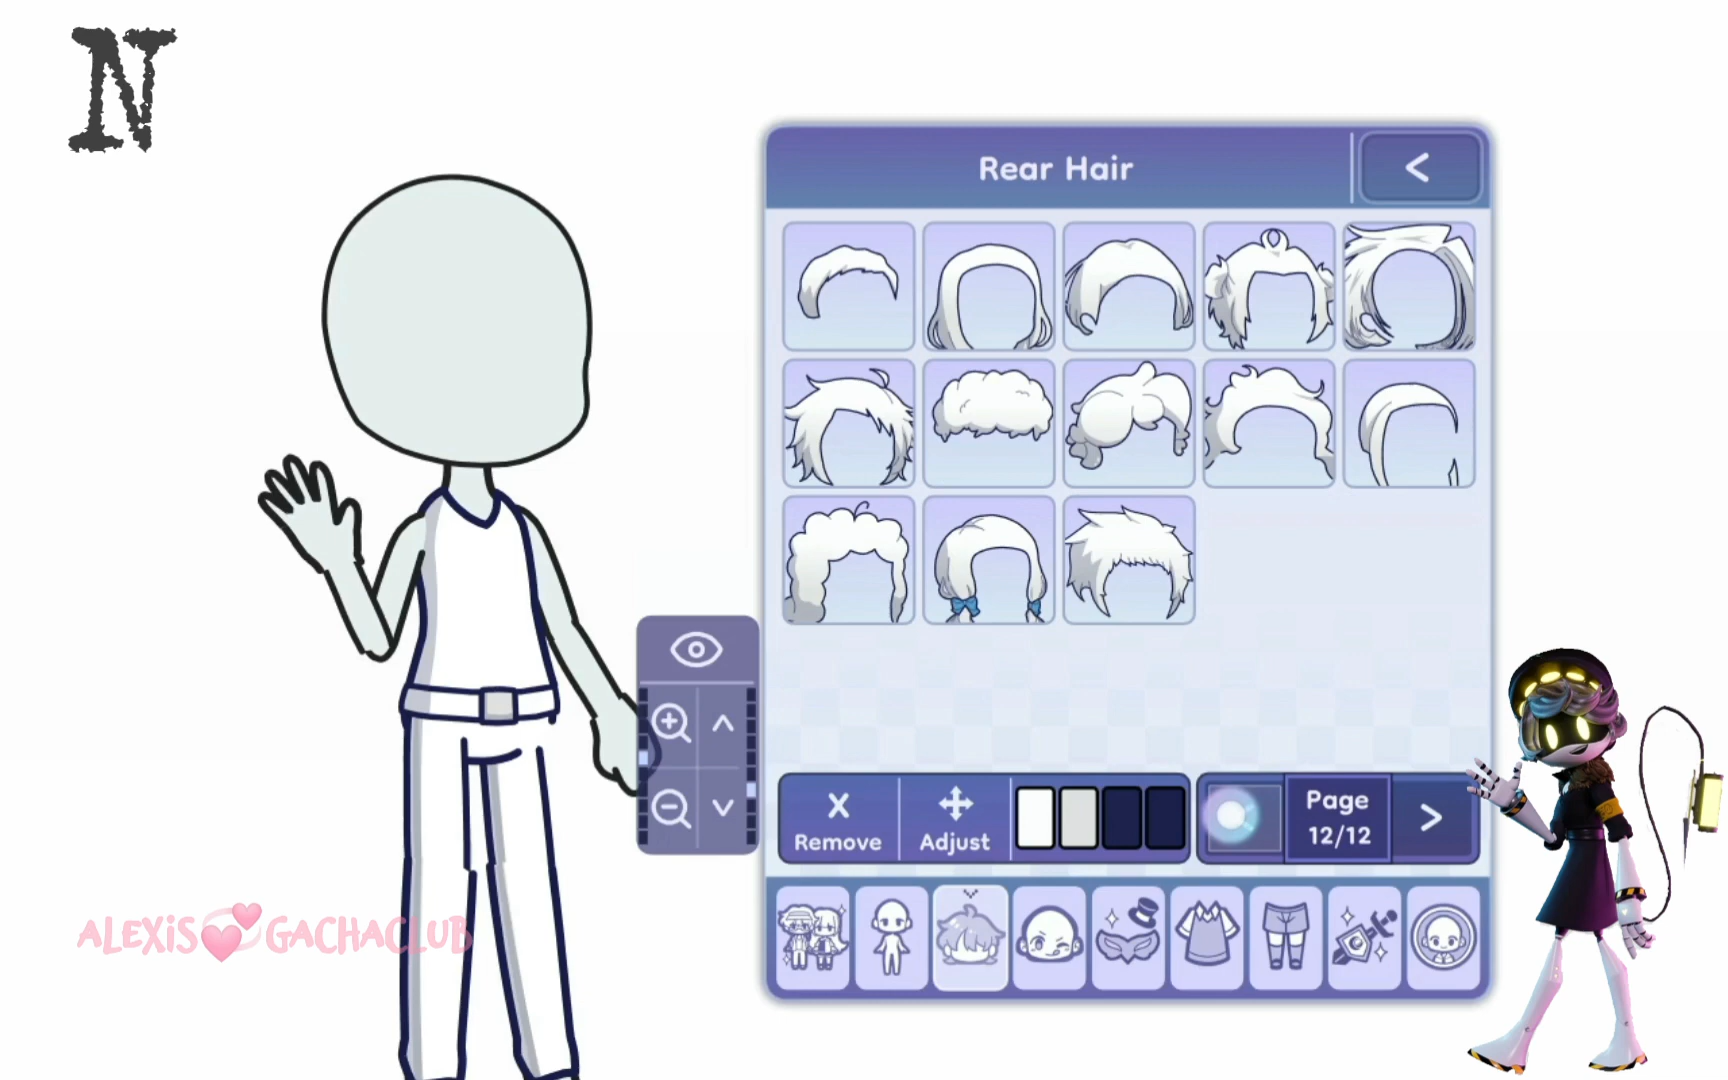 N
Rear Hair
Remove
Adjust
Page
12/12
ALEXiS GACHACLUB